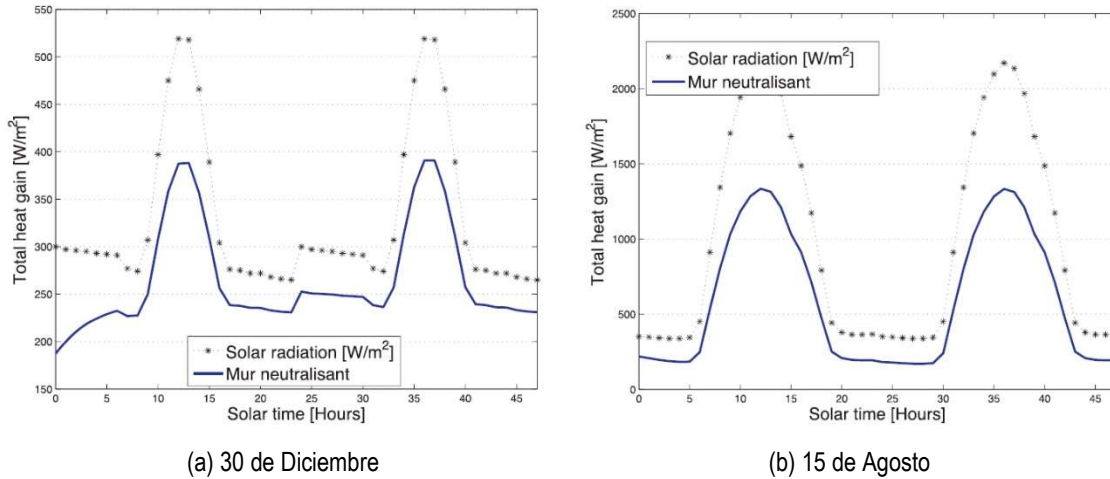 550
500
450
400
350
300
250
200
150
Total heat gain [W/m²]
Solar radiation [W/m²]
Mur neutralisant
0 5 10 15 20 25 30 35 40 45
Solar time [Hours]
(a) 30 de Diciembre
2500
2000
1500
1000
500
0
Total heat gain [W/m²]
Solar radiation [W/m²]
Mur neutralisant
0 5 10 15 20 25 30 35 40 45
Solar time [Hours]
(b) 15 de Agosto